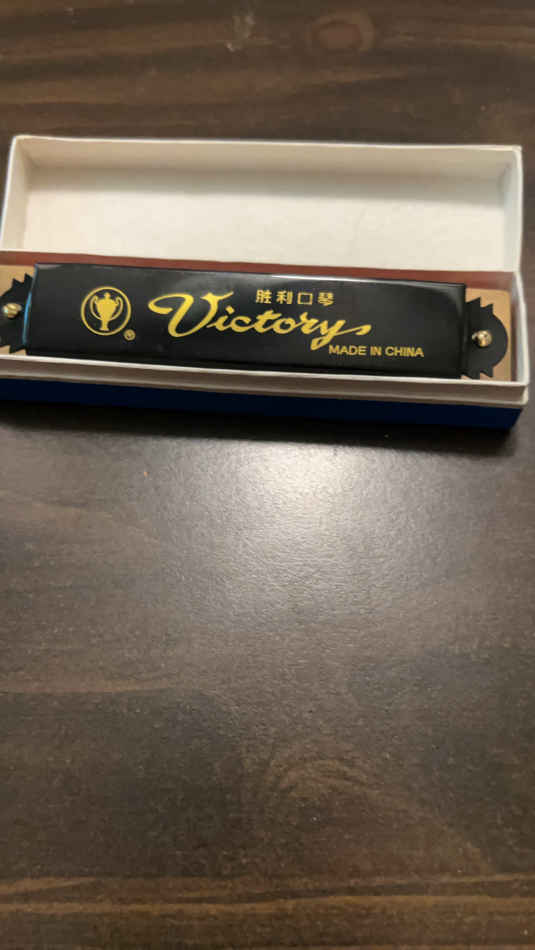 胜利口琴
Victory
®
MADE IN CHINA